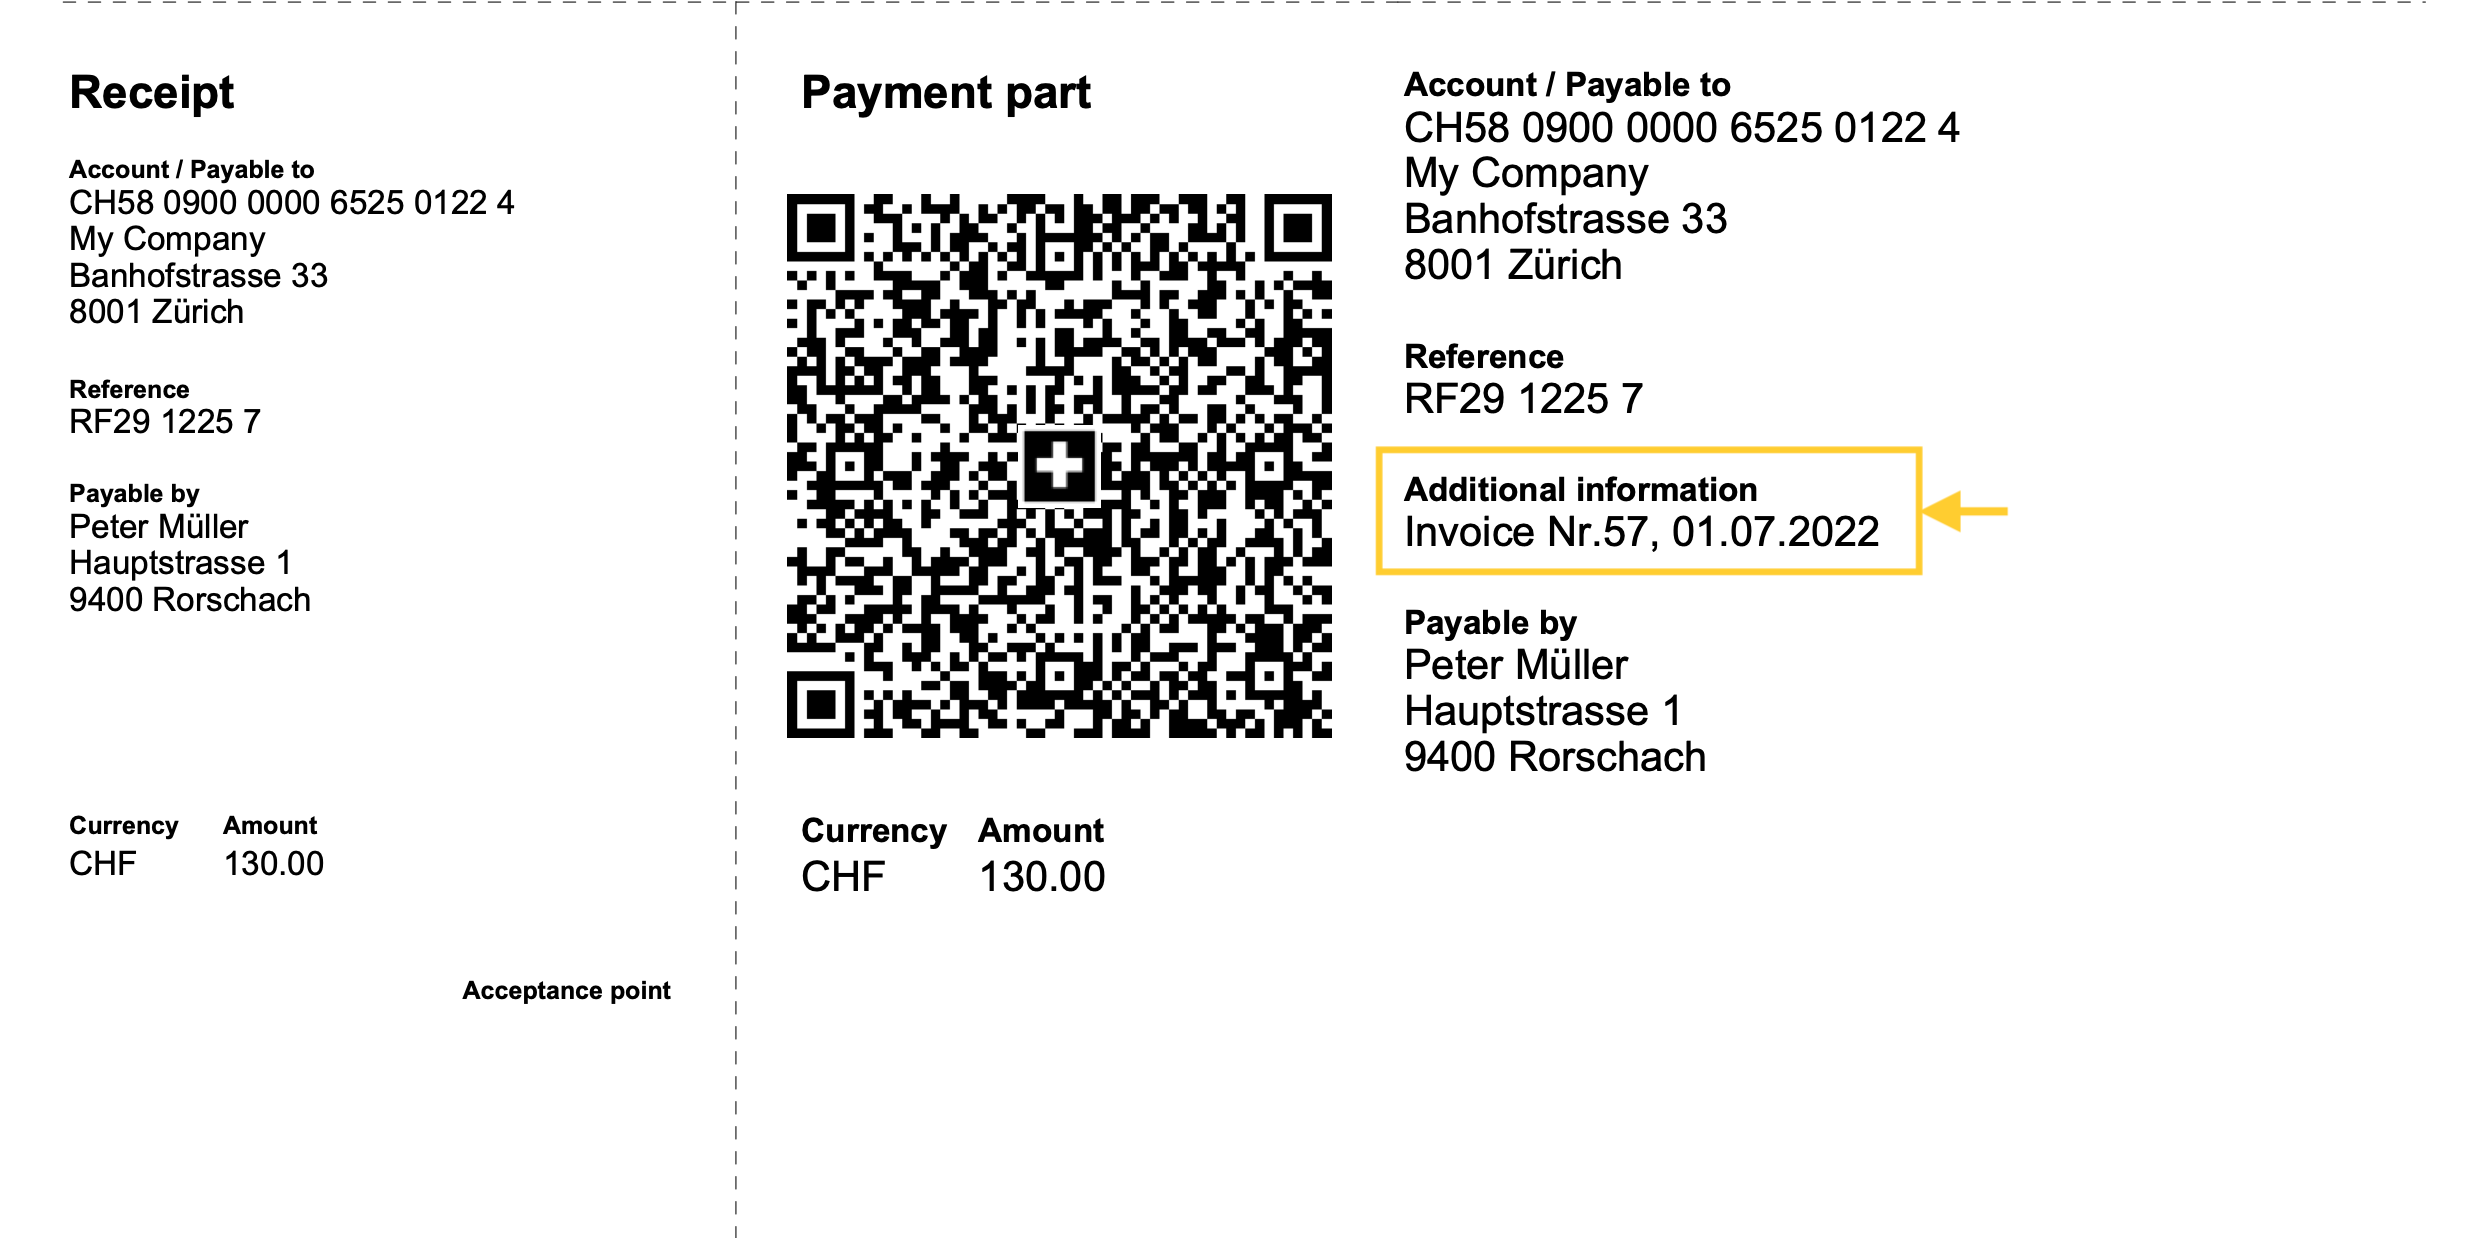 Receipt
Account / Payable to
CH58 0900 0000 6525 0122 4
My Company
Banhofstrasse 33
8001 Zürich
Reference
RF29 1225 7
Payable by
Peter Müller
Hauptstrasse 1
9400 Rorschach
Currency Amount
CHF 130.00
Acceptance point
Payment part
Currency Amount
CHF 130.00
Account / Payable to
CH58 0900 0000 6525 0122 4
My Company
Banhofstrasse 33
8001 Zürich
Reference
RF29 1225 7
Additional information
Invoice Nr.57, 01.07.2022
Payable by
Peter Müller
Hauptstrasse 1
9400 Rorschach